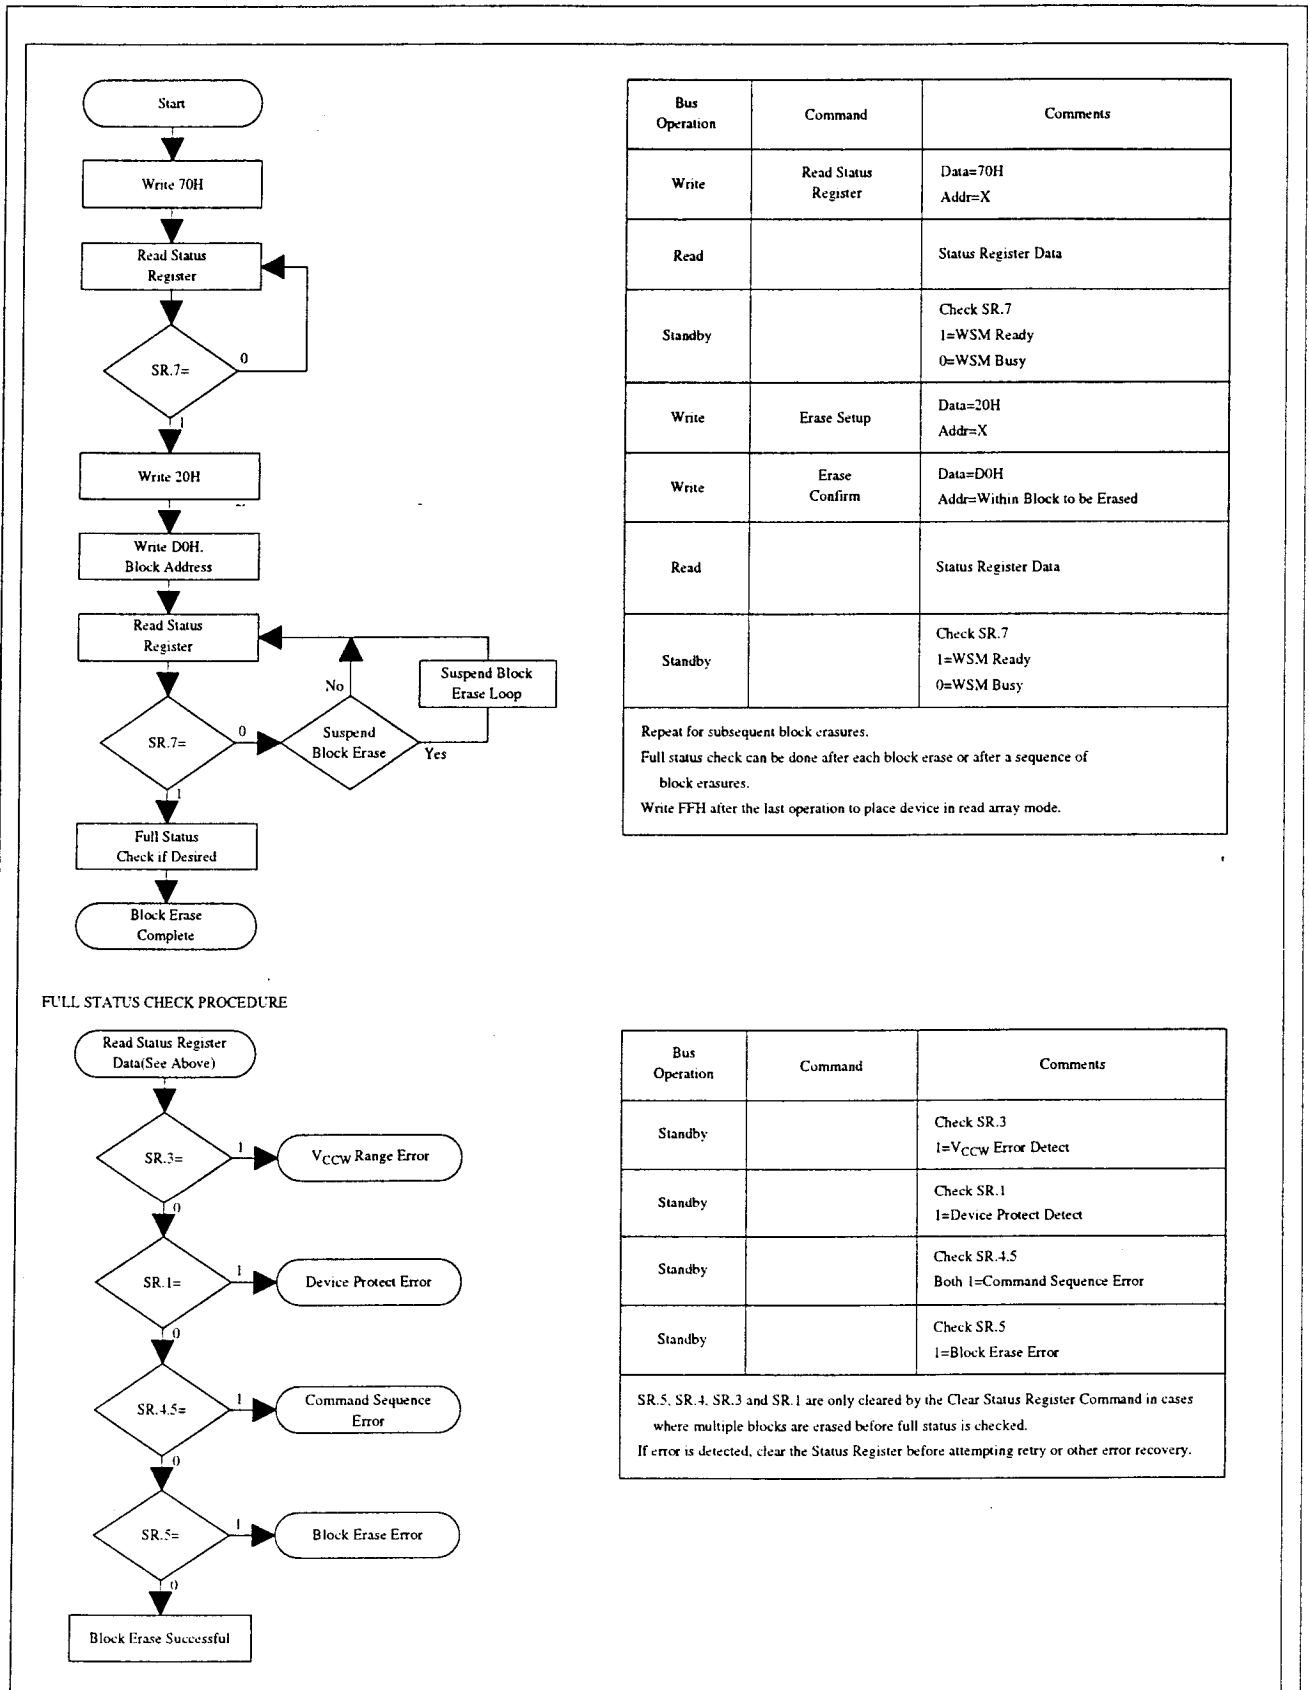 Start
Write 70H
Read Status
Register
SR.7=
0
1
Write 20H
Write D0H,
Block Address
Read Status
Register
SR.7=
0
1
No
Suspend
Block Erase
Yes
Suspend Block
Erase Loop
Full Status
Check if Desired
Block Erase
Complete
Bus
Operation
Command
Comments
Write
Read Status
Register
Data=70H
Addr=X
Read
Status Register Data
Standby
Check SR.7
1=WSM Ready
0=WSM Busy
Write
Erase Setup
Data=20H
Addr=X
Write
Erase
Confirm
Data=D0H
Addr=Within Block to be Erased
Read
Status Register Data
Standby
Check SR.7
1=WSM Ready
0=WSM Busy
Repeat for subsequent block erasures.
Full status check can be done after each block erase or after a sequence of
block erasures.
Write FFH after the last operation to place device in read array mode.
FULL STATUS CHECK PROCEDURE
Read Status Register
Data(See Above)
SR.3=
1
VCCW Range Error
0
SR.1=
1
Device Protect Error
0
SR.4,5=
1
Command Sequence
Error
0
SR.5=
1
Block Erase Error
0
Block Erase Successful
Bus
Operation
Command
Comments
Standby
Check SR.3
1=VCCW Error Detect
Standby
Check SR.1
1=Device Protect Detect
Standby
Check SR.4,5
Both 1=Command Sequence Error
Standby
Check SR.5
1=Block Erase Error
SR.5, SR.4, SR.3 and SR.1 are only cleared by the Clear Status Register Command in cases
where multiple blocks are erased before full status is checked.
If error is detected, clear the Status Register before attempting retry or other error recovery.